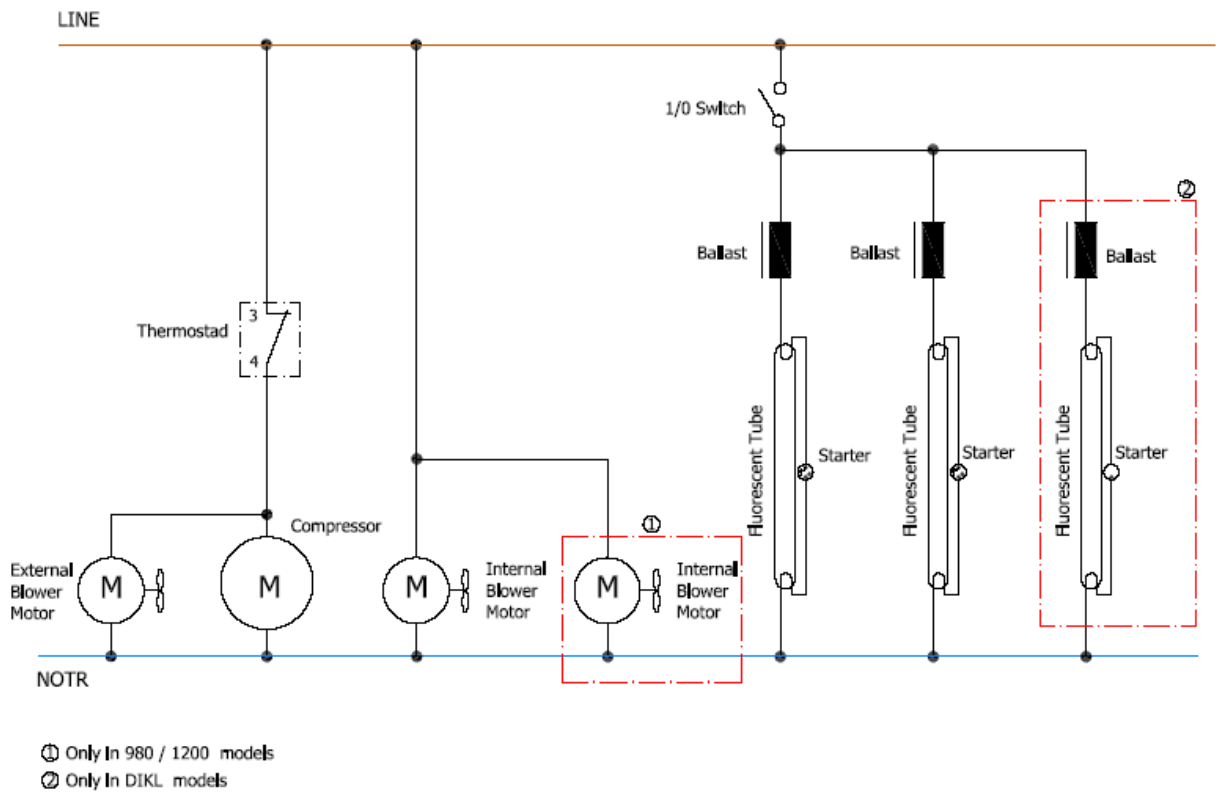 LINE
1/0 Switch
②
Ballast
Ballast
Ballast
3
Thermostad
4
Fluorescent Tube
Starter
Fluorescent Tube
Starter
Fluorescent Tube
Starter
Compressor
①
External
Blower
Motor
M
M
M
Internal
Blower
Motor
M
Internal
Blower
Motor
NOTR
① Only In 980 / 1200 models
② Only In DIKL models